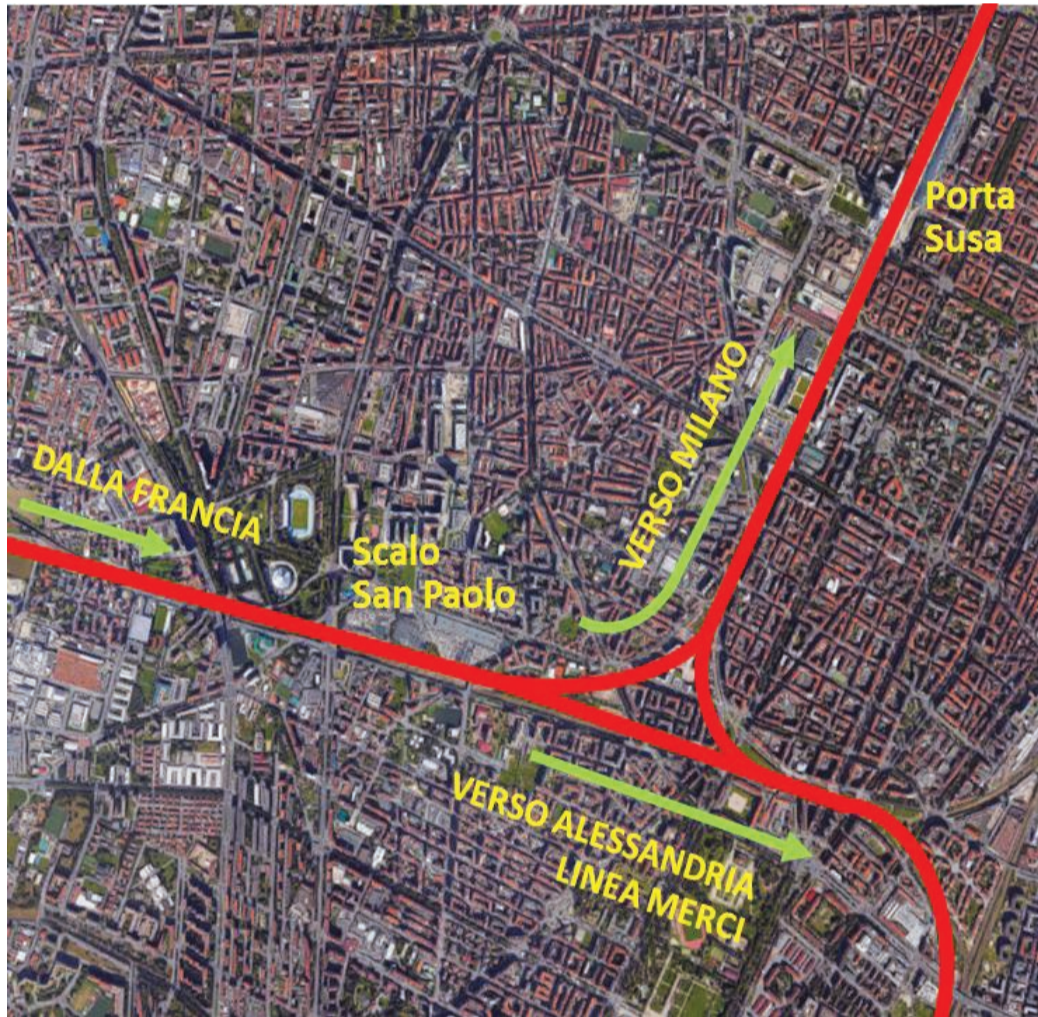 Porta
Susa
VERSO MILANO
DALLA FRANCIA
Scalo
San Paolo
VERSO ALESSANDRIA
LINEA MERCI